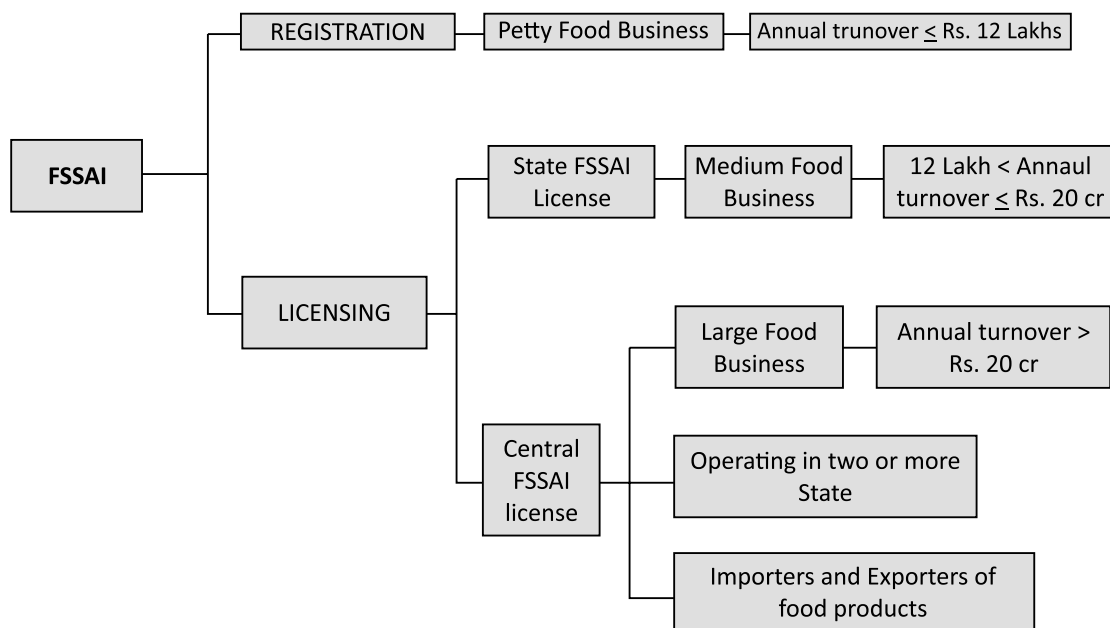 REGISTRATION
Petty Food Business
Annual trunover ≤ Rs. 12 Lakhs
FSSAI
State FSSAI
License
Medium Food
Business
12 Lakh < Annaul
turnover ≤ Rs. 20 cr
LICENSING
Large Food
Business
Annual turnover >
Rs. 20 cr
Central
FSSAI
license
Operating in two or more
State
Importers and Exporters of
food products